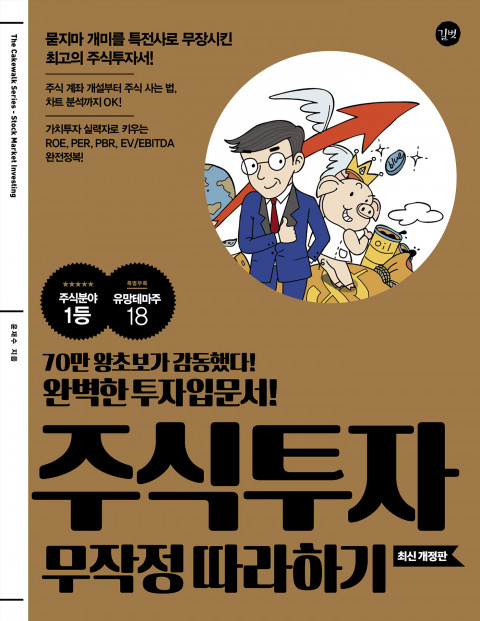 The Cakewalk Series - Stock Market Investing
윤재수 지음
길벗
묻지마 개미를 특전사로 무장시킨
최고의 주식투자서!
주식 계좌 개설부터 주식 사는 법,
차트 분석까지 OK!
가치투자 실력자로 키우는
ROE, PER, PBR, EV/EBITDA
완전정복!
blue
Oil
★★★★★
주식분야
1등
특별부록
유망테마주
18
70만 왕초보가 감동했다!
완벽한 투자입문서!
주식투자
무작정 따라하기
최신 개정판